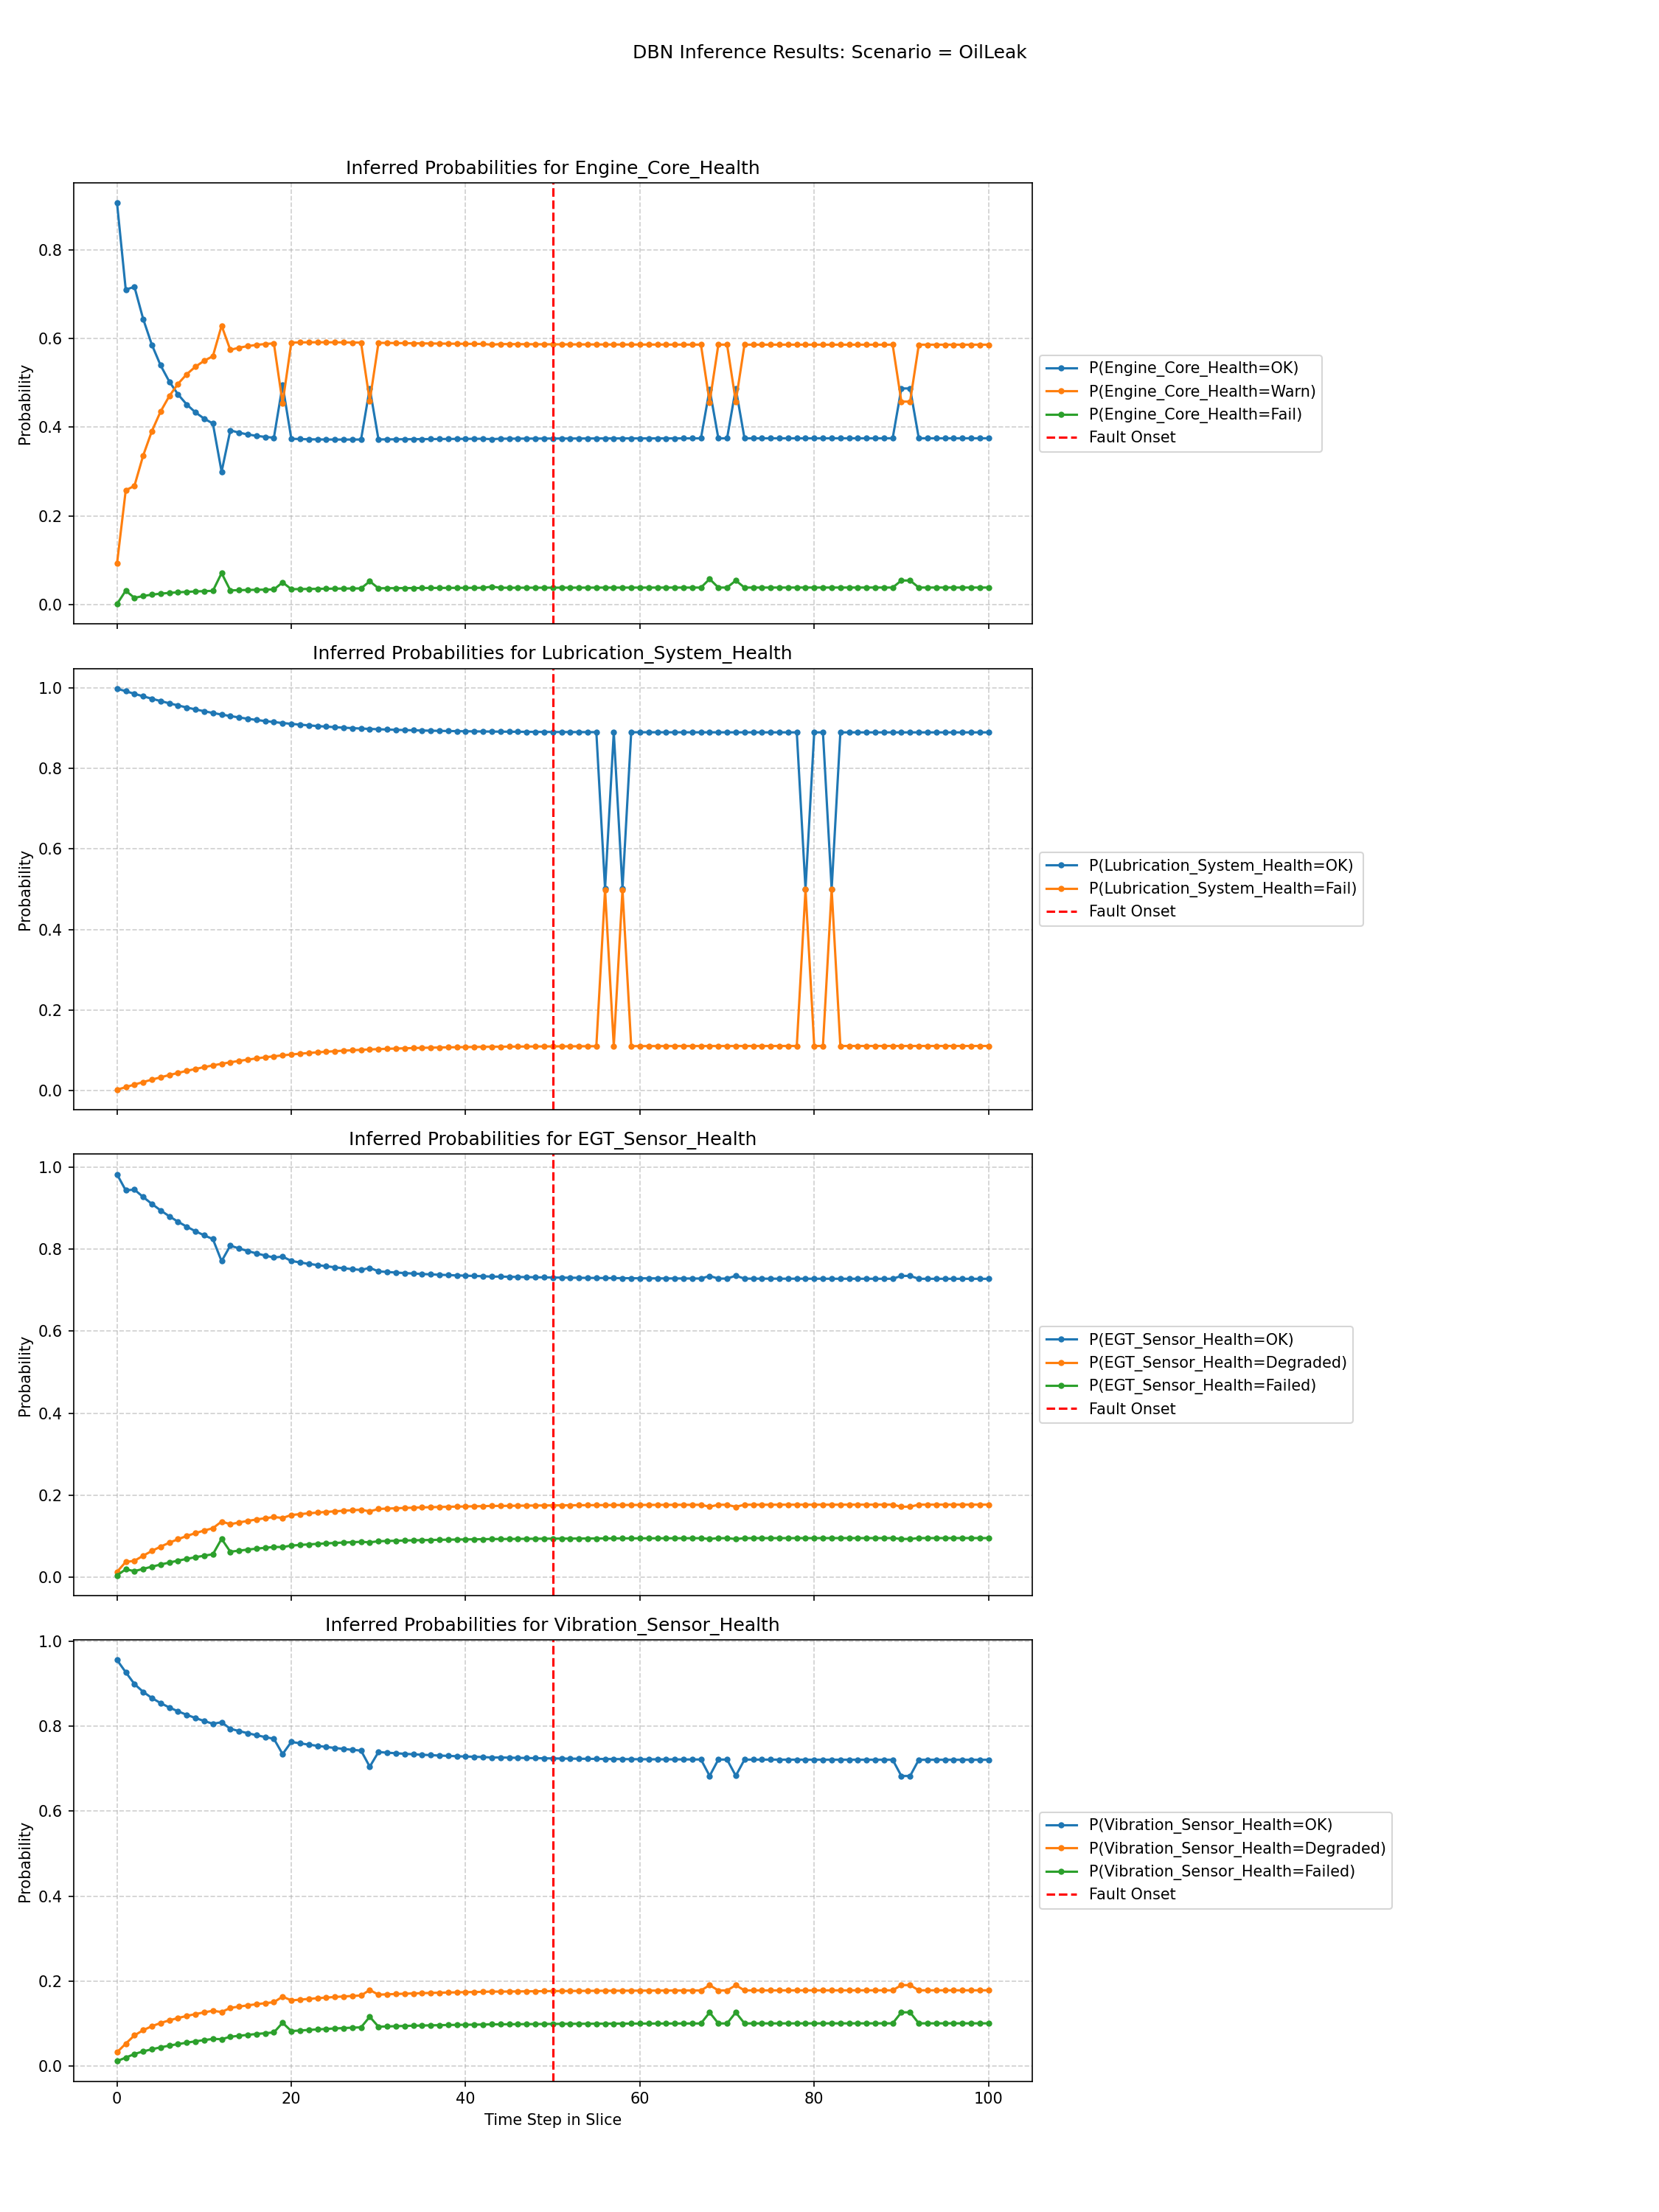 DBN Inference Results: Scenario = OilLeak
Inferred Probabilities for Engine_Core_Health
Probability
0.8
0.6
0.4
0.2
0.0
P(Engine_Core_Health=OK)
P(Engine_Core_Health=Warn)
P(Engine_Core_Health=Fail)
Fault Onset
Inferred Probabilities for Lubrication_System_Health
Probability
1.0
0.8
0.6
0.4
0.2
0.0
P(Lubrication_System_Health=OK)
P(Lubrication_System_Health=Fail)
Fault Onset
Inferred Probabilities for EGT_Sensor_Health
Probability
1.0
0.8
0.6
0.4
0.2
0.0
P(EGT_Sensor_Health=OK)
P(EGT_Sensor_Health=Degraded)
P(EGT_Sensor_Health=Failed)
Fault Onset
Inferred Probabilities for Vibration_Sensor_Health
Probability
1.0
0.8
0.6
0.4
0.2
0.0
P(Vibration_Sensor_Health=OK)
P(Vibration_Sensor_Health=Degraded)
P(Vibration_Sensor_Health=Failed)
Fault Onset
0 20 40 60 80 100
Time Step in Slice